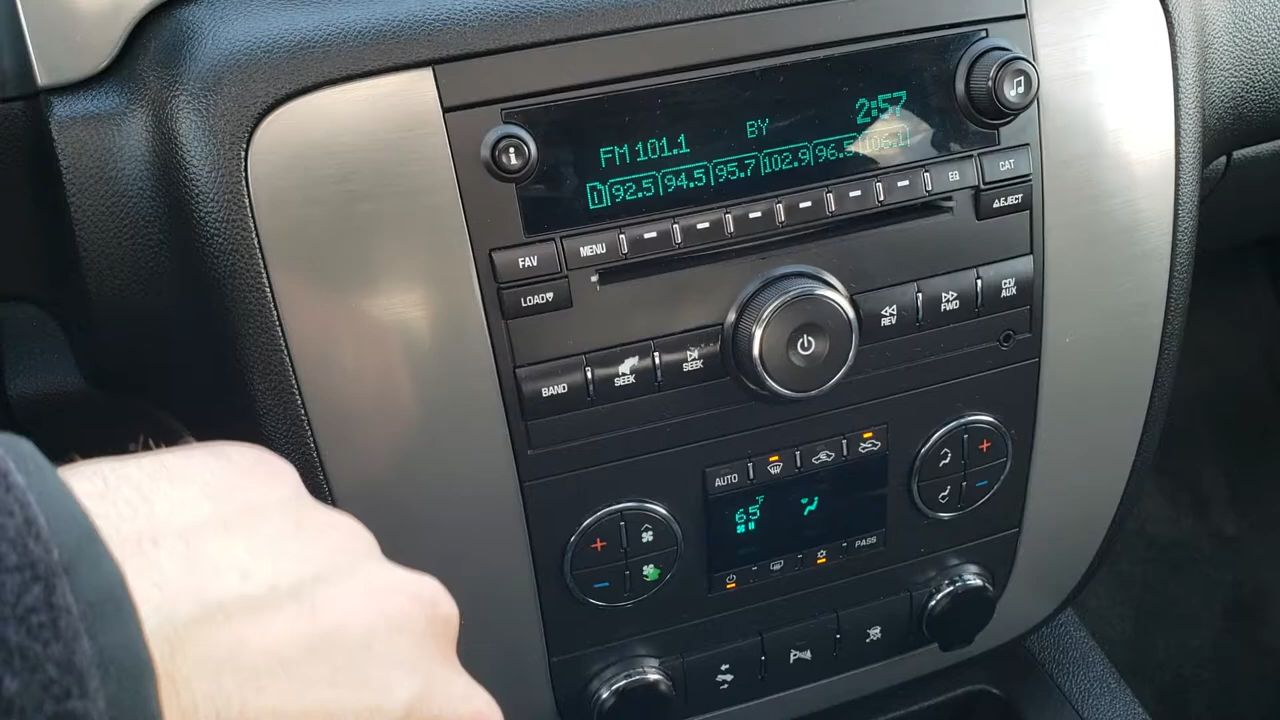 2:57
FM 101.1 BY
1 92.5 94.5 95.7 102.9 96.5 106.1
CAT
EQ
EJECT
MENU
FAV
LOAD
CD/AUX
FWD
REV
SEEK
SEEK
BAND
AUTO
65°F
PASS